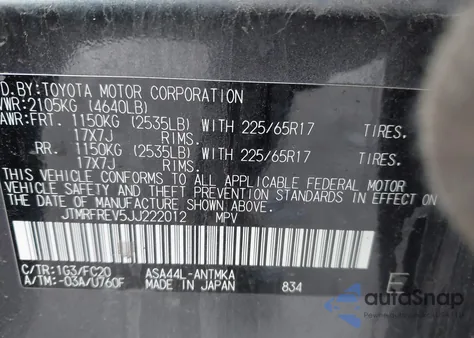 D. BY: TOYOTA MOTOR CORPORATION
VWR: 2105KG (4640LB)
AWR: FRT. 1150KG (2535LB) WITH 225/65R17 TIRES.
17X7J RIMS.
RR. 1150KG (2535LB) WITH 225/65R17 TIRES.
17X7J RIMS.
THIS VEHICLE CONFORMS TO ALL APPLICABLE FEDERAL MOTOR
VEHICLE SAFETY AND THEFT PREVENTION STANDARDS IN EFFECT ON
THE DATE OF MANUFACTURE SHOWN ABOVE.
JTMRFREV5JJ222012 MPV
C/TR: 1G3/FC20 ASA44L-ANTMKA
A/TM: -03A/U760F MADE IN JAPAN 834 E
autoSnap